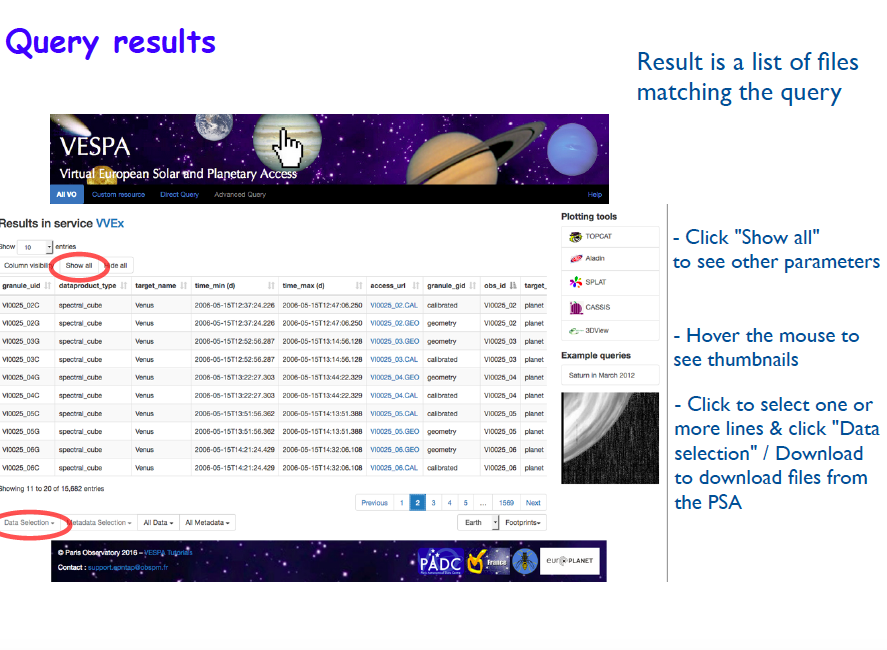 Query results
Result is a list of files
matching the query
VESPA
Virtual European Solar and Planetary Access
All VO Custom resource Direct Query Advanced Query Help
Results in service VVEx
Show 10 entries
Column visibility Show all Hide all
granule_uid dataproduct_type target_name time_min (d) time_max (d) access_url granule_gid obs_id target_
VI0025_02C spectral_cube Venus 2006-05-15T12:37:24.226 2006-05-15T12:47:06.250 VI0025_02.CAL calibrated VI0025_02 planet
VI0025_02G spectral_cube Venus 2006-05-15T12:37:24.226 2006-05-15T12:47:06.250 VI0025_02.GEO geometry VI0025_02 planet
VI0025_03G spectral_cube Venus 2006-05-15T12:52:56.287 2006-05-15T13:14:56.128 VI0025_03.GEO geometry VI0025_03 planet
VI0025_03C spectral_cube Venus 2006-05-15T12:52:56.287 2006-05-15T13:14:56.128 VI0025_03.CAL calibrated VI0025_03 planet
VI0025_04G spectral_cube Venus 2006-05-15T13:22:27.303 2006-05-15T13:44:22.329 VI0025_04.GEO geometry VI0025_04 planet
VI0025_04C spectral_cube Venus 2006-05-15T13:22:27.303 2006-05-15T13:44:22.329 VI0025_04.CAL calibrated VI0025_04 planet
VI0025_05C spectral_cube Venus 2006-05-15T13:51:56.362 2006-05-15T14:13:51.388 VI0025_05.CAL calibrated VI0025_05 planet
VI0025_05G spectral_cube Venus 2006-05-15T13:51:56.362 2006-05-15T14:13:51.388 VI0025_05.GEO geometry VI0025_05 planet
VI0025_06G spectral_cube Venus 2006-05-15T14:21:24.429 2006-05-15T14:32:06.108 VI0025_06.GEO geometry VI0025_06 planet
VI0025_06C spectral_cube Venus 2006-05-15T14:21:24.429 2006-05-15T14:32:06.108 VI0025_06.CAL calibrated VI0025_06 planet
Showing 11 to 20 of 15,682 entries
Previous 1 2 3 4 5 ... 1569 Next
Data Selection Metadata Selection All Data All Metadata Earth Footprints
Plotting tools
TOPCAT
Aladin
SPLAT
CASSIS
3DView
Example queries
Saturn in March 2012
- Click "Show all"
to see other parameters
- Hover the mouse to
see thumbnails
- Click to select one or
more lines & click "Data
selection" / Download
to download files from
the PSA
© Paris Observatory 2016 – VESPA Tutorials
Contact : support.epntap@obspm.fr
PADC
France
EUROPLANET